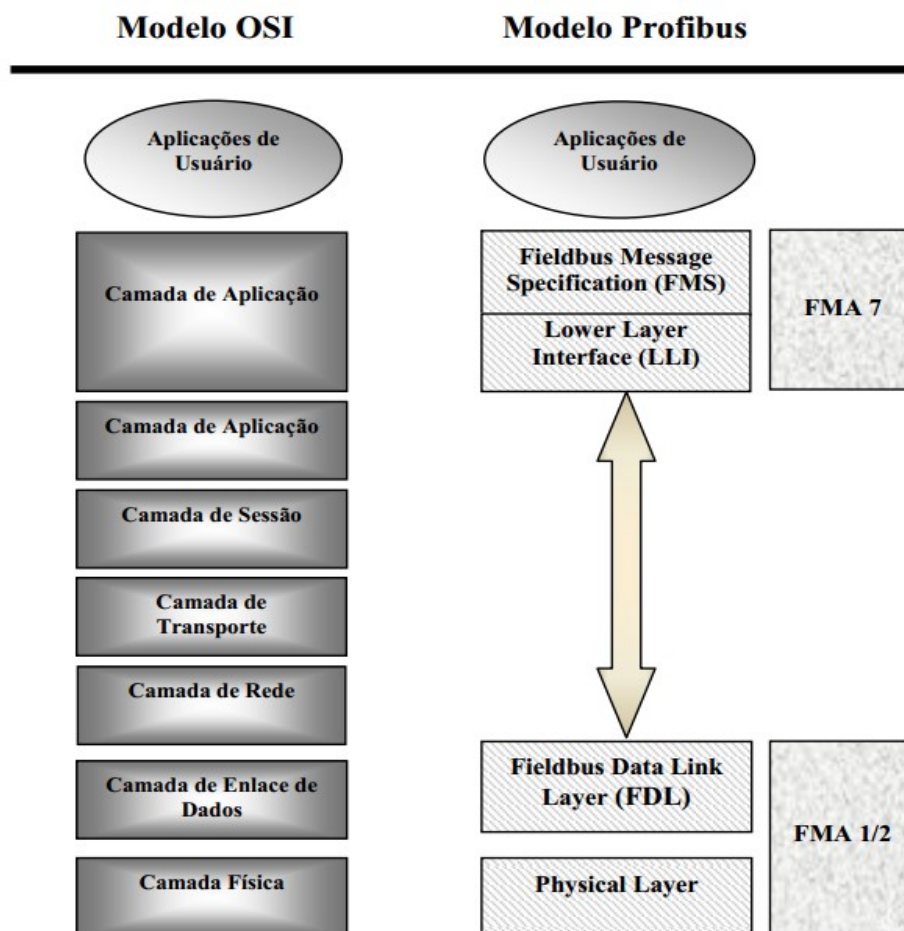 Modelo OSI
Modelo Profibus
Aplicações de
Usuário
Aplicações de
Usuário
Camada de Aplicação
Fieldbus Message
Specification (FMS)
Lower Layer
Interface (LLI)
FMA 7
Camada de Aplicação
Camada de Sessão
Camada de
Transporte
Camada de Rede
Camada de Enlace de
Dados
Fieldbus Data Link
Layer (FDL)
FMA 1/2
Camada Física
Physical Layer